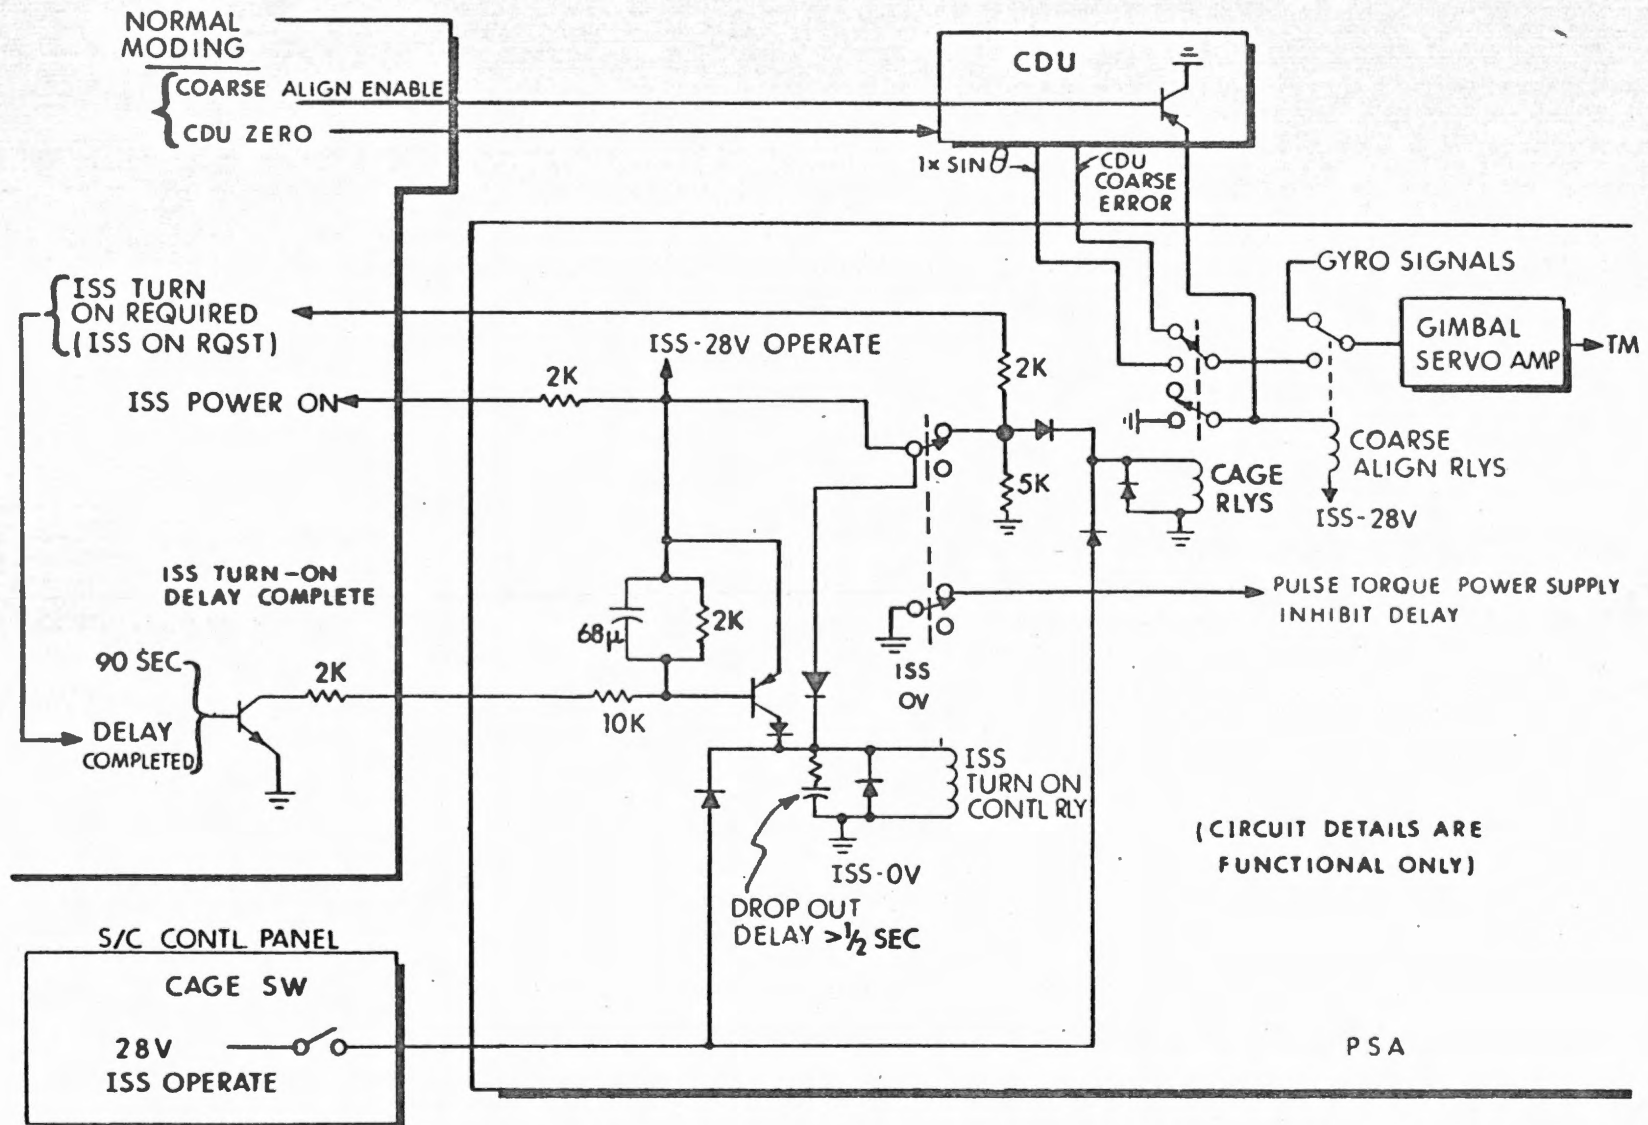 NORMAL
MODING
COARSE ALIGN ENABLE
CDU ZERO
CDU
1x SIN θ
CDU
COARSE
ERROR
GYRO SIGNALS
GIMBAL
SERVO AMP
TM
ISS TURN
ON REQUIRED
(ISS ON RQST)
ISS-28V OPERATE
2K
ISS POWER ON
2K
5K
CAGE
RLYS
COARSE
ALIGN RLYS
ISS-28V
ISS TURN-ON
DELAY COMPLETE
68μ
2K
PULSE TORQUE POWER SUPPLY
INHIBIT DELAY
90 SEC
2K
DELAY
COMPLETED
10K
ISS
0V
ISS
TURN ON
CONTL RLY
ISS-0V
DROP OUT
DELAY >1/2 SEC
(CIRCUIT DETAILS ARE
FUNCTIONAL ONLY)
S/C CONTL PANEL
CAGE SW
28V
ISS OPERATE
PSA